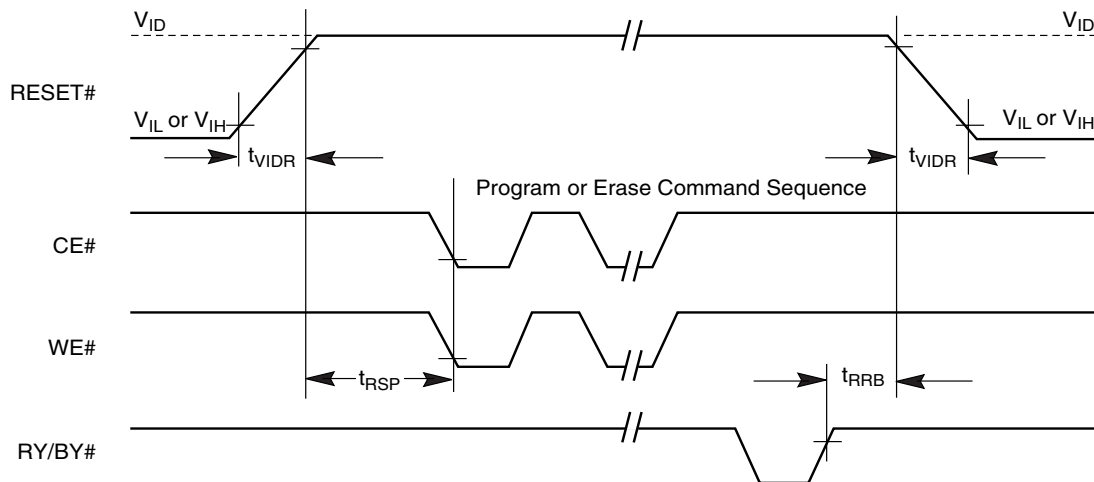 VID VID
RESET#
VIL or VIH VIL or VIH
tVIDR tVIDR
Program or Erase Command Sequence
CE#
WE#
tRSP tRRB
RY/BY#